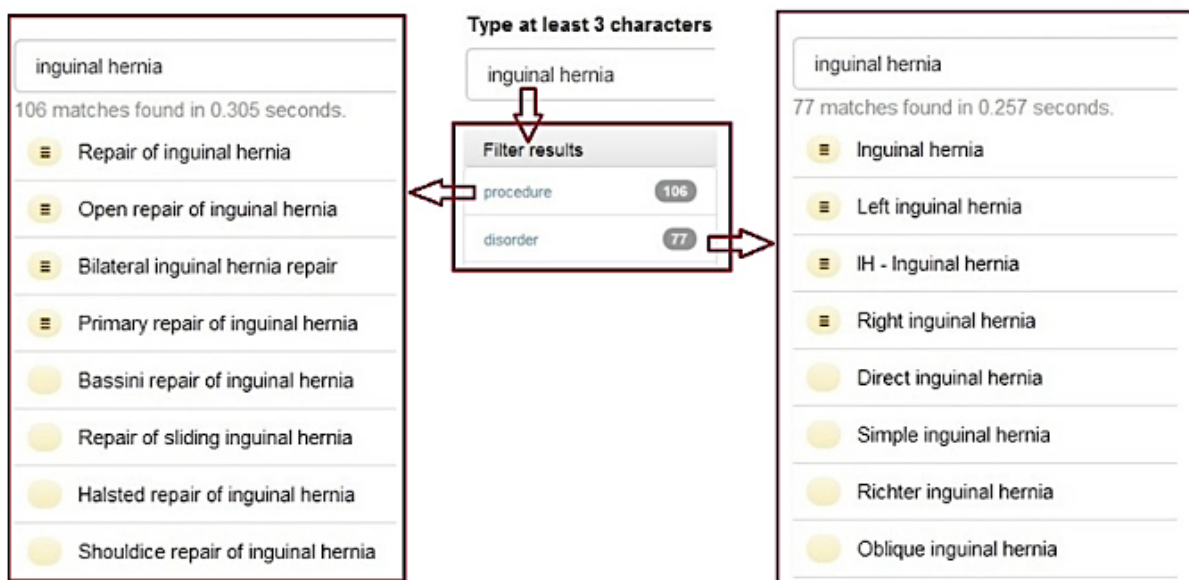 inguinal hernia
106 matches found in 0.305 seconds.
Repair of inguinal hernia
Open repair of inguinal hernia
Bilateral inguinal hernia repair
Primary repair of inguinal hernia
Bassini repair of inguinal hernia
Repair of sliding inguinal hernia
Halsted repair of inguinal hernia
Shouldice repair of inguinal hernia
Type at least 3 characters
inguinal hernia
Filter results
procedure 106
disorder 77
inguinal hernia
77 matches found in 0.257 seconds.
Inguinal hernia
Left inguinal hernia
IH - Inguinal hernia
Right inguinal hernia
Direct inguinal hernia
Simple inguinal hernia
Richter inguinal hernia
Oblique inguinal hernia